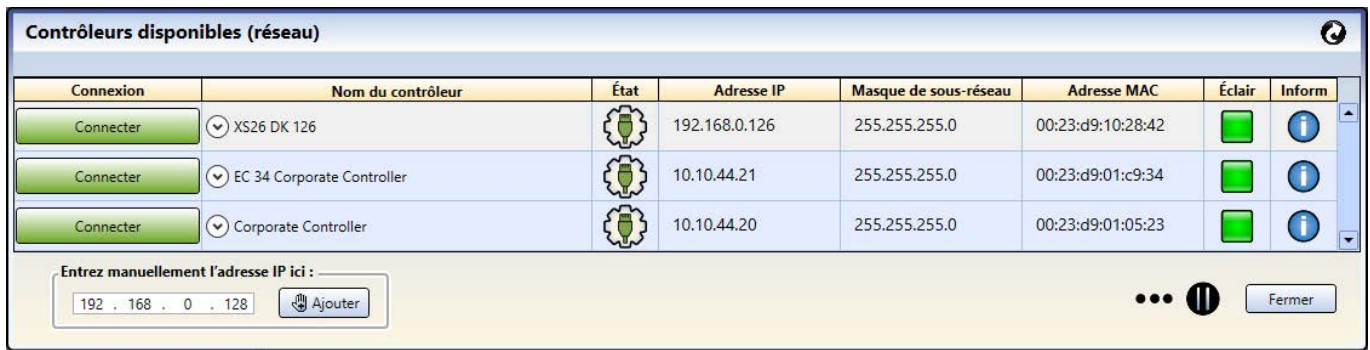 Contrôleurs disponibles (réseau)
Connexion Nom du contrôleur État Adresse IP Masque de sous-réseau Adresse MAC Éclair Inform
Connecter XS26 DK 126 192.168.0.126 255.255.255.0 00:23:d9:10:28:42
Connecter EC 34 Corporate Controller 10.10.44.21 255.255.255.0 00:23:d9:01:c9:34
Connecter Corporate Controller 10.10.44.20 255.255.255.0 00:23:d9:01:05:23
Entrez manuellement l'adresse IP ici :
192 . 168 . 0 . 128 Ajouter Fermer